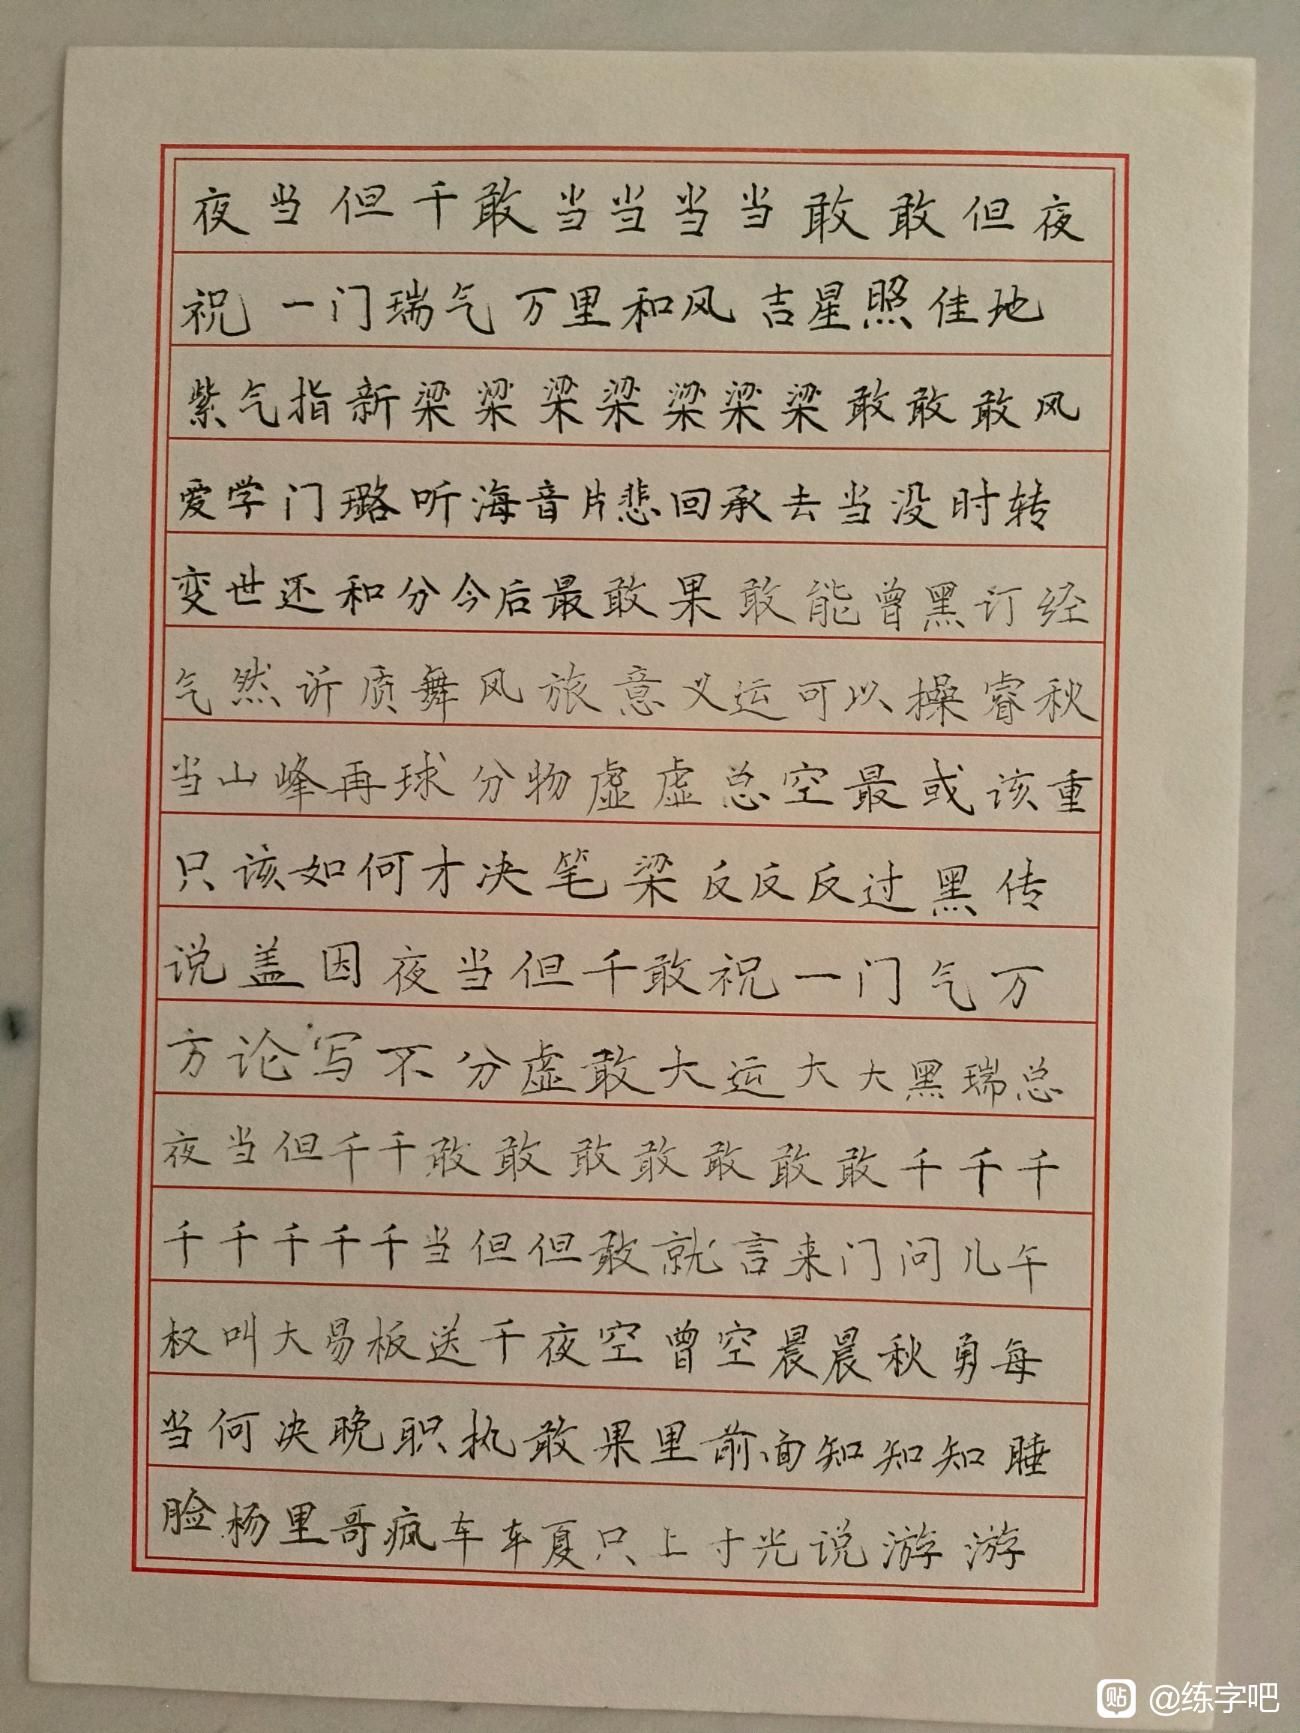 夜当但千敢当当当当敢敢但夜
祝一门瑞气万里和风吉星照佳地
紫气指新梁梁梁梁梁梁梁敢敢敢风
爱学门璐听海音片悲回承去当没时转
变世还和分今后最敢果敢能曾黑订经
气然䜣质舞风旅意义运可以操睿秋
当山峰再球分物虚虚总空最或该重
只该如何才决笔梁反反反过黑传
说盖因夜当但千敢祝一门气万
方论写不分虚敢大运大大黑瑞总
夜当但千千敢敢敢敢敢敢敢千千千
千千千千千当但但敢就言来门问儿午
权叫大易板送千夜空曾空晨晨秋勇每
当何决晚职执敢果里前面知知知睡
脸杨里哥疯车车夏只上寸光说游游
贴 @练字吧